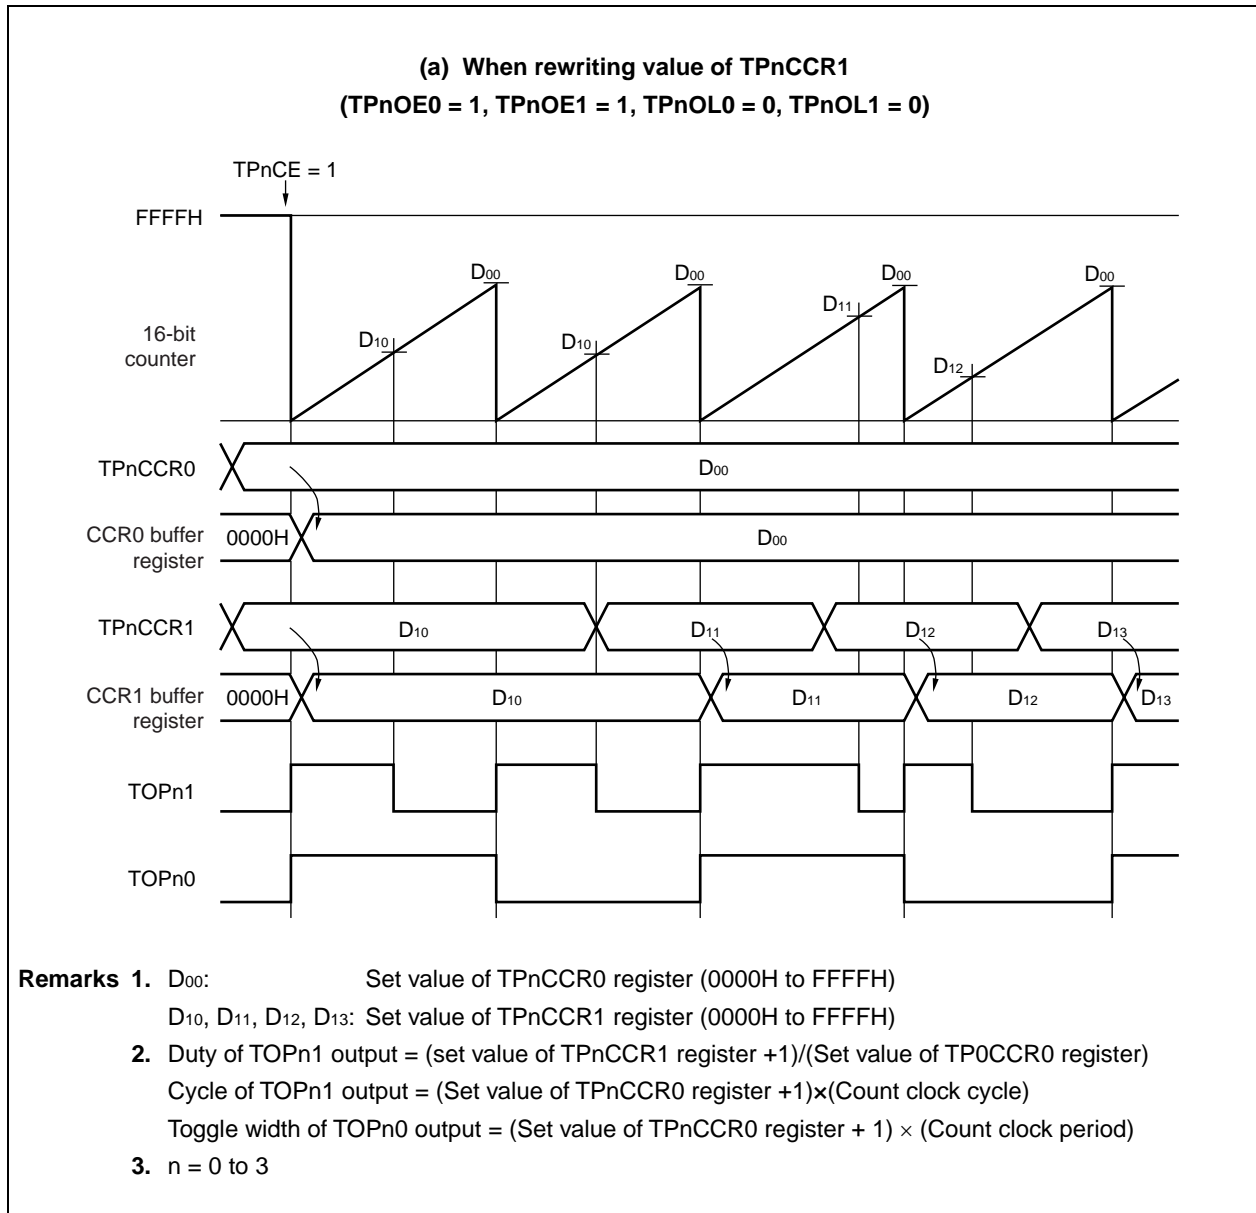 (a) When rewriting value of TPnCCR1
(TPnOE0 = 1, TPnOE1 = 1, TPnOL0 = 0, TPnOL1 = 0)
TPnCE = 1
FFFFH
D00 D00 D00 D00
D11
16-bit
counter
D10 D10
D12
TPnCCR0
D00
CCR0 buffer
register
0000H
D00
TPnCCR1
D10 D11 D12 D13
CCR1 buffer
register
0000H
D10 D11 D12 D13
TOPn1
TOPn0
Remarks 1. D00: Set value of TPnCCR0 register (0000H to FFFFH)
D10, D11, D12, D13: Set value of TPnCCR1 register (0000H to FFFFH)
2. Duty of TOPn1 output = (set value of TPnCCR1 register +1)/(Set value of TP0CCR0 register)
Cycle of TOPn1 output = (Set value of TPnCCR0 register +1)×(Count clock cycle)
Toggle width of TOPn0 output = (Set value of TPnCCR0 register + 1) × (Count clock period)
3. n = 0 to 3